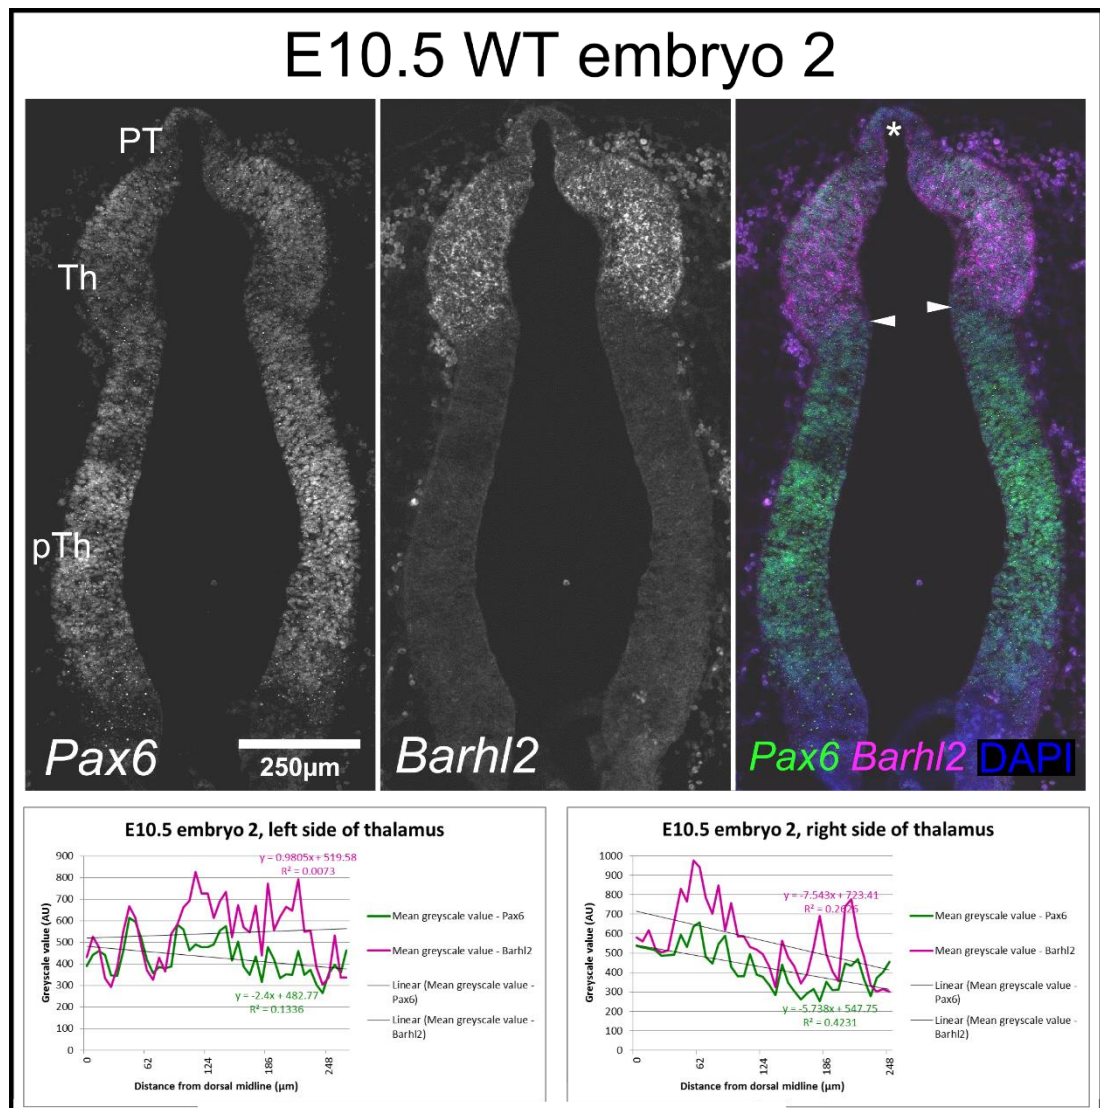 E10.5 WT embryo 2
PT
Th
pTh
Pax6
250µm
Barhl2
*
Pax6 Barhl2 DAPI
E10.5 embryo 2, left side of thalamus
Greyscale value (AU)
900
800
700
600
500
400
300
200
100
0
y = 0.9805x + 519.58
R² = 0.0073
y = -2.4x + 482.77
R² = 0.1336
0 62 124 186 248
Distance from dorsal midline (µm)
Mean greyscale value - Pax6
Mean greyscale value - Barhl2
Linear (Mean greyscale value -
Pax6)
Linear (Mean greyscale value -
Barhl2)
E10.5 embryo 2, right side of thalamus
Greyscale value (AU)
1000
900
800
700
600
500
400
300
200
100
0
y = -7.543x + 723.41
R² = 0.2626
y = -5.738x + 547.75
R² = 0.4231
0 62 124 186 248
Distance from dorsal midline (µm)
Mean greyscale value - Pax6
Mean greyscale value - Barhl2
Linear (Mean greyscale value -
Pax6)
Linear (Mean greyscale value -
Barhl2)